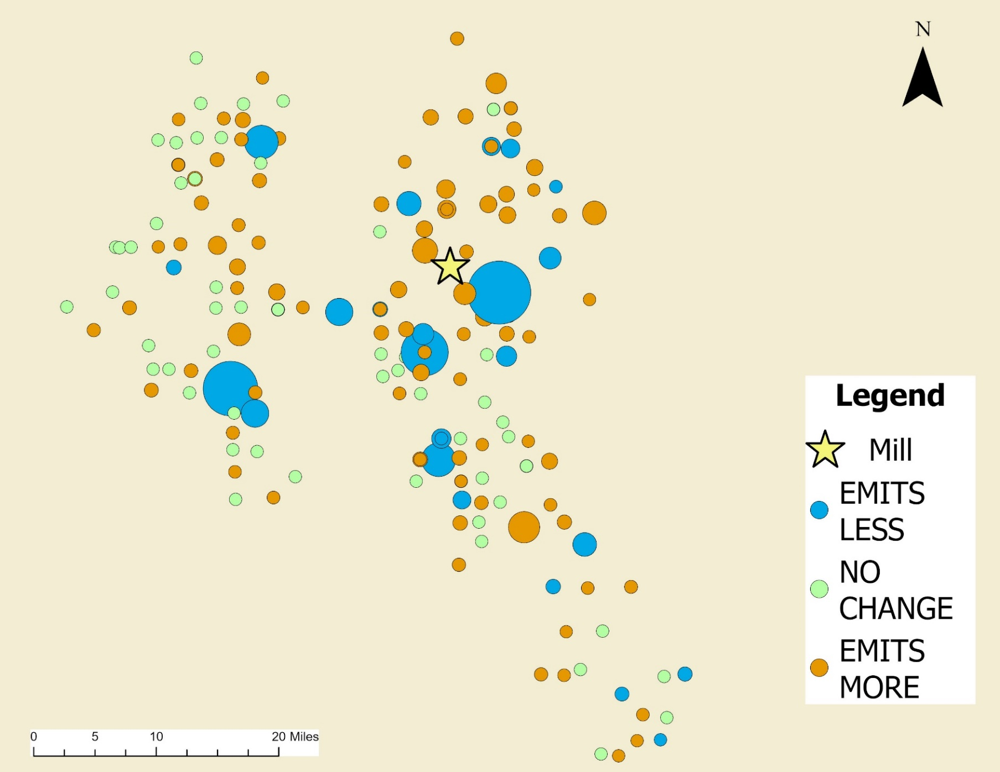 N
Legend
Mill
EMITS
LESS
NO
CHANGE
EMITS
MORE
0 5 10 20 Miles